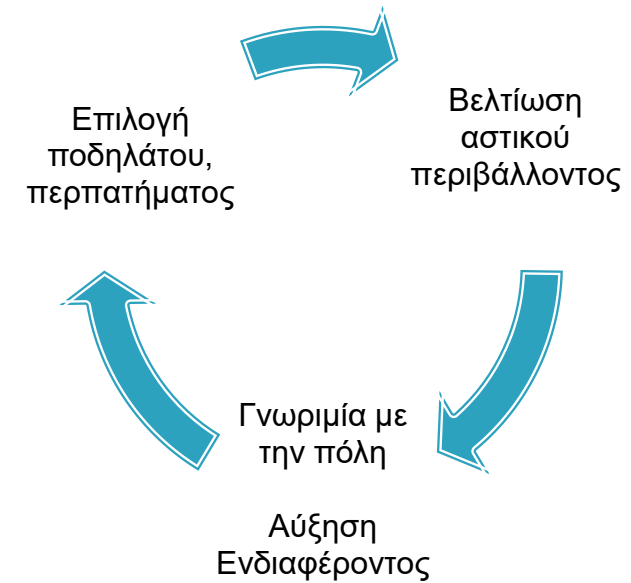 Επιλογή
ποδηλάτου,
περπατήματος
Βελτίωση
αστικού
περιβάλλοντος
Γνωριμία με
την πόλη
Αύξηση
Ενδιαφέροντος